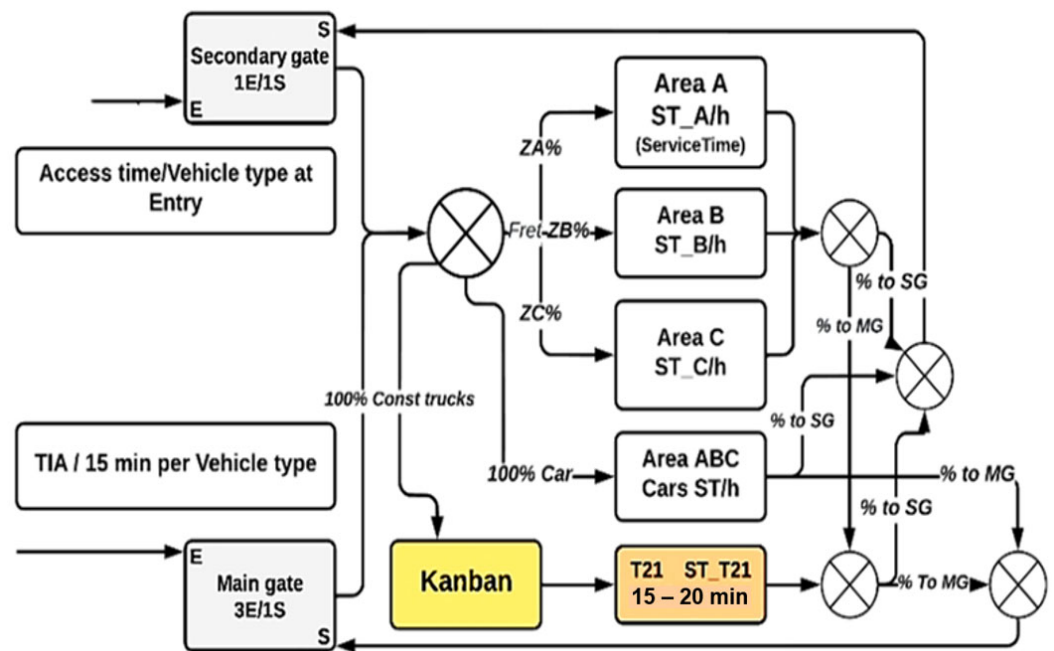 S
Secondary gate
1E/1S
E
Access time/Vehicle type at
Entry
TIA / 15 min per Vehicle type
E
Main gate
3E/1S
S
ZA%
Fret ZB%
ZC%
100% Const trucks
100% Car
Kanban
Area A
ST_A/h
(ServiceTime)
Area B
ST_B/h
Area C
ST_C/h
Area ABC
Cars ST/h
T21 ST_T21
15 – 20 min
% to SG
% to MG
% to SG
% to MG
% to SG
% To MG